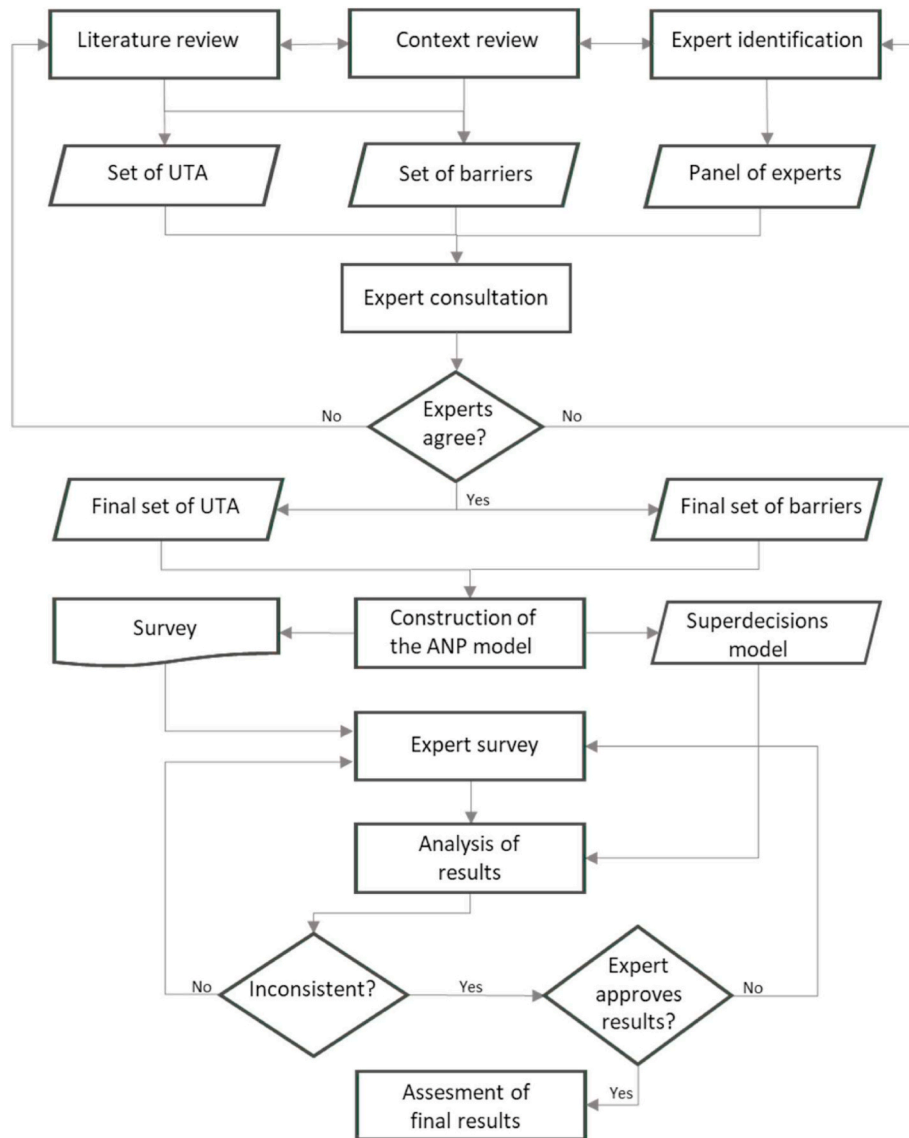 Literature review
Context review
Expert identification
Set of UTA
Set of barriers
Panel of experts
Expert consultation
No
Experts
agree?
No
Yes
Final set of UTA
Final set of barriers
Survey
Construction of
the ANP model
Superdecisions
model
Expert survey
Analysis of
results
No
Inconsistent?
Yes
Expert
approves
results?
No
Yes
Assesment of
final results